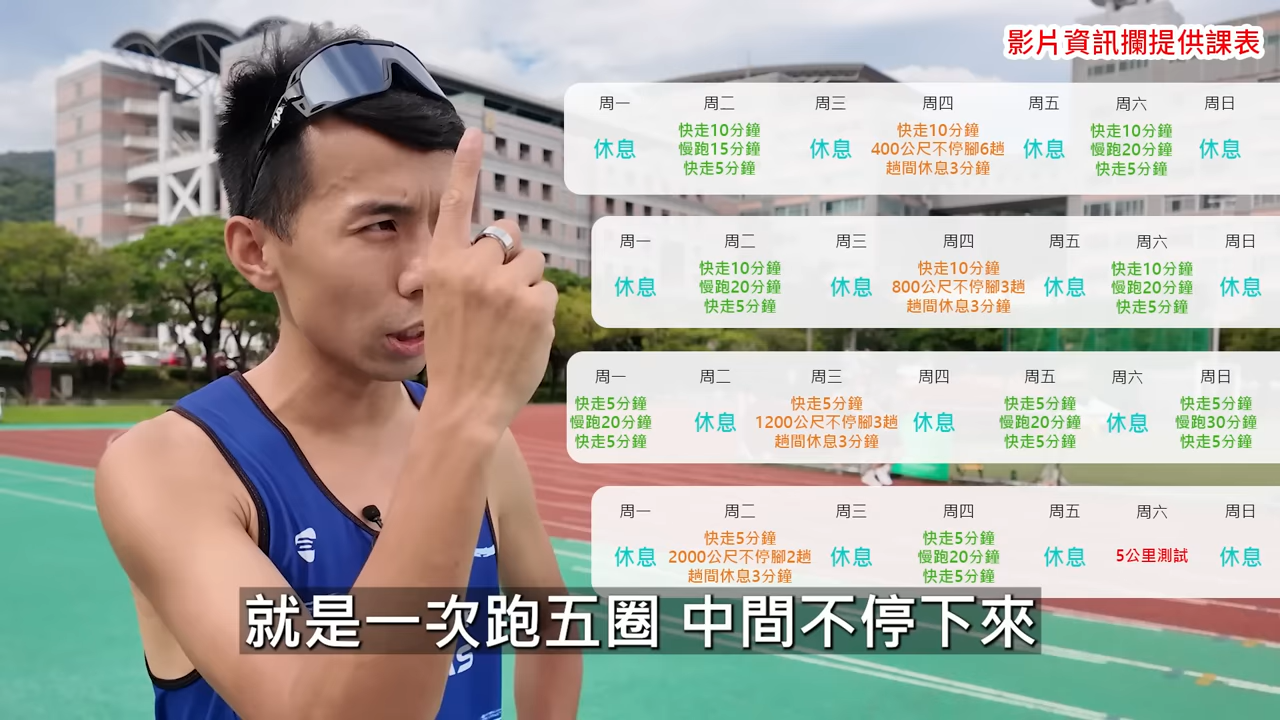 影片資訊攔提供課表
周一 周二 周三 周四 周五 周六 周日
快走10分鐘 快走10分鐘 快走10分鐘
休息 慢跑15分鐘 休息 400公尺不停腳6趟 休息 慢跑20分鐘 休息
快走5分鐘 趟間休息3分鐘 快走5分鐘
周一 周二 周三 周四 周五 周六 周日
快走10分鐘 快走10分鐘 快走10分鐘
休息 慢跑20分鐘 休息 800公尺不停腳3趟 休息 慢跑20分鐘 休息
快走5分鐘 趟間休息3分鐘 快走5分鐘
周一 周二 周三 周四 周五 周六 周日
快走5分鐘 快走5分鐘 快走5分鐘 快走5分鐘
慢跑20分鐘 休息 1200公尺不停腳3趟 休息 慢跑20分鐘 休息 慢跑30分鐘
快走5分鐘 趟間休息3分鐘 快走5分鐘 快走5分鐘
周一 周二 周三 周四 周五 周六 周日
快走5分鐘 快走5分鐘
休息 2000公尺不停腳2趟 休息 慢跑20分鐘 休息 5公里測試 休息
趟間休息3分鐘 快走5分鐘
就是一次跑五圈 中間不停下來